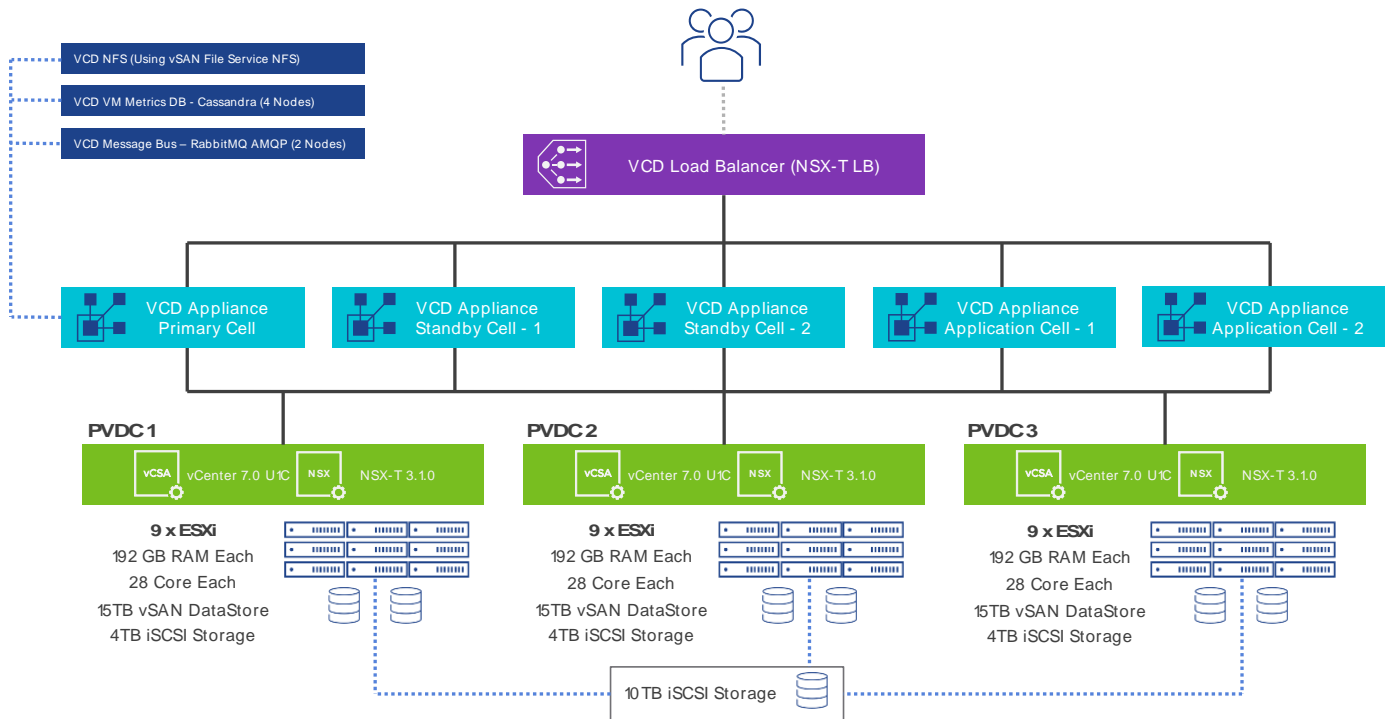 VCD NFS (Using vSAN File Service NFS)
VCD VM Metrics DB - Cassandra (4 Nodes)
VCD Message Bus – RabbitMQ AMQP (2 Nodes)
VCD Load Balancer (NSX-T LB)
VCD Appliance
Primary Cell
VCD Appliance
Standby Cell - 1
VCD Appliance
Standby Cell - 2
VCD Appliance
Application Cell - 1
VCD Appliance
Application Cell - 2
PVDC 1
vCSA
vCenter 7.0 U1C
NSX
NSX-T 3.1.0
9 x ESXi
192 GB RAM Each
28 Core Each
15TB vSAN DataStore
4TB iSCSI Storage
PVDC 2
vCSA
vCenter 7.0 U1C
NSX
NSX-T 3.1.0
9 x ESXi
192 GB RAM Each
28 Core Each
15TB vSAN DataStore
4TB iSCSI Storage
PVDC 3
vCSA
vCenter 7.0 U1C
NSX
NSX-T 3.1.0
9 x ESXi
192 GB RAM Each
28 Core Each
15TB vSAN DataStore
4TB iSCSI Storage
10TB iSCSI Storage